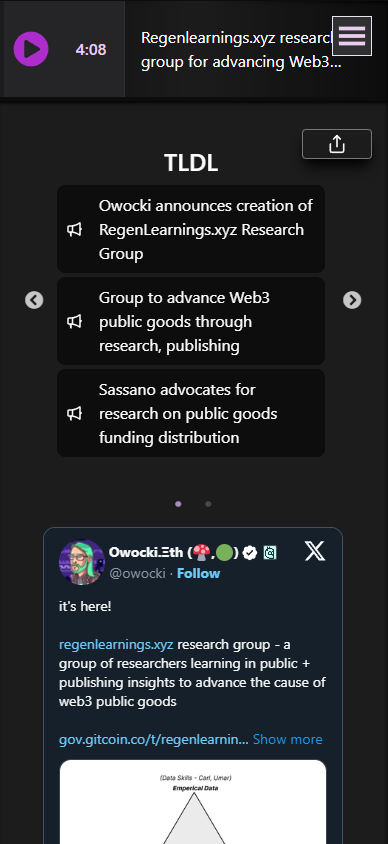 4:08
Regenlearnings.xyz research
group for advancing Web3...
TLDL
Owocki announces creation of
RegenLearnings.xyz Research
Group
Group to advance Web3
public goods through
research, publishing
Sassano advocates for
research on public goods
funding distribution
Owocki.Ξth (🍄,🟢)
@owocki · Follow
it's here!
regenlearnings.xyz research group - a
group of researchers learning in public +
publishing insights to advance the cause of
web3 public goods
gov.gitcoin.co/t/regenlearnin... Show more
(Data Skills - Carl, Umar)
Emperical Data